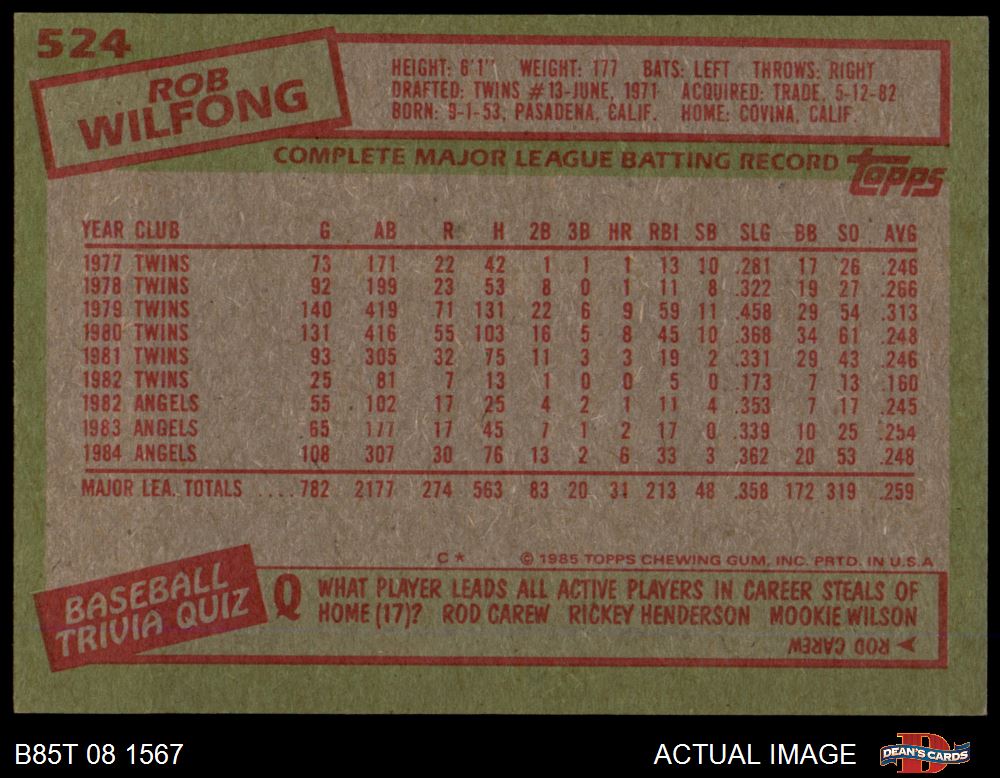 524
ROB
WILFONG
HEIGHT: 6'1" WEIGHT: 177 BATS: LEFT THROWS: RIGHT
DRAFTED: TWINS #13-JUNE, 1971 ACQUIRED: TRADE, 5-12-82
BORN: 9-1-53, PASADENA, CALIF. HOME: COVINA, CALIF.
COMPLETE MAJOR LEAGUE BATTING RECORD topps
YEAR CLUB G AB R H 2B 3B HR RBI SB SLG BB SO AVG
1977 TWINS 73 171 22 42 1 1 1 13 10 .281 17 26 .246
1978 TWINS 92 199 23 53 8 0 1 11 8 .322 19 27 .266
1979 TWINS 140 419 71 131 22 6 9 59 11 .458 29 54 .313
1980 TWINS 131 416 55 103 16 5 8 45 10 .368 34 61 .248
1981 TWINS 93 305 32 75 11 3 3 19 2 .331 29 43 .246
1982 TWINS 25 81 7 13 1 0 0 5 0 .173 7 13 .160
1982 ANGELS 55 102 17 25 4 2 1 11 4 .353 7 17 .245
1983 ANGELS 65 177 17 45 7 1 2 17 0 .339 10 25 .254
1984 ANGELS 108 307 30 76 13 2 6 33 3 .362 20 53 .248
MAJOR LEA. TOTALS ....782 2177 274 563 83 20 31 213 48 .358 172 319 .259
C* © 1985 TOPPS CHEWING GUM, INC. PRTD. IN U.S.A
BASEBALL
TRIVIA QUIZ
Q WHAT PLAYER LEADS ALL ACTIVE PLAYERS IN CAREER STEALS OF
HOME (17)? ROD CAREW RICKEY HENDERSON MOOKIE WILSON
ROD CAREW
B85T 08 1567
ACTUAL IMAGE
D
DEAN'S CARDS